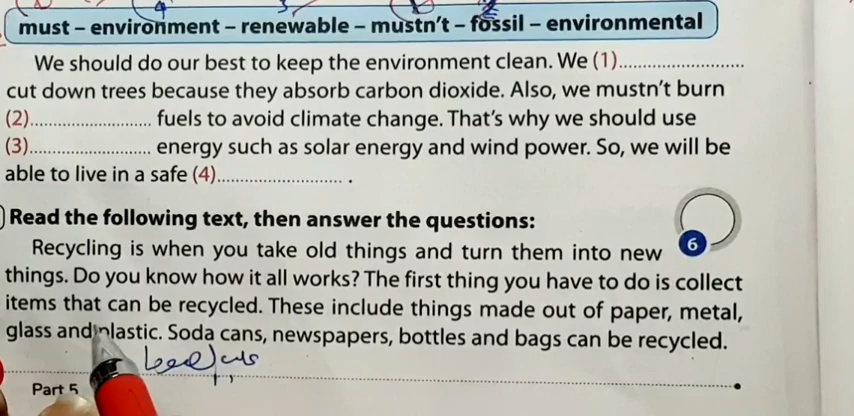 must – environment – renewable – mustn't – fossil – environmental
We should do our best to keep the environment clean. We (1)........................
cut down trees because they absorb carbon dioxide. Also, we mustn't burn
(2)........................ fuels to avoid climate change. That's why we should use
(3)........................ energy such as solar energy and wind power. So, we will be
able to live in a safe (4)........................ .
Read the following text, then answer the questions:
6
Recycling is when you take old things and turn them into new
things. Do you know how it all works? The first thing you have to do is collect
items that can be recycled. These include things made out of paper, metal,
glass and plastic. Soda cans, newspapers, bottles and bags can be recycled.
Part 5